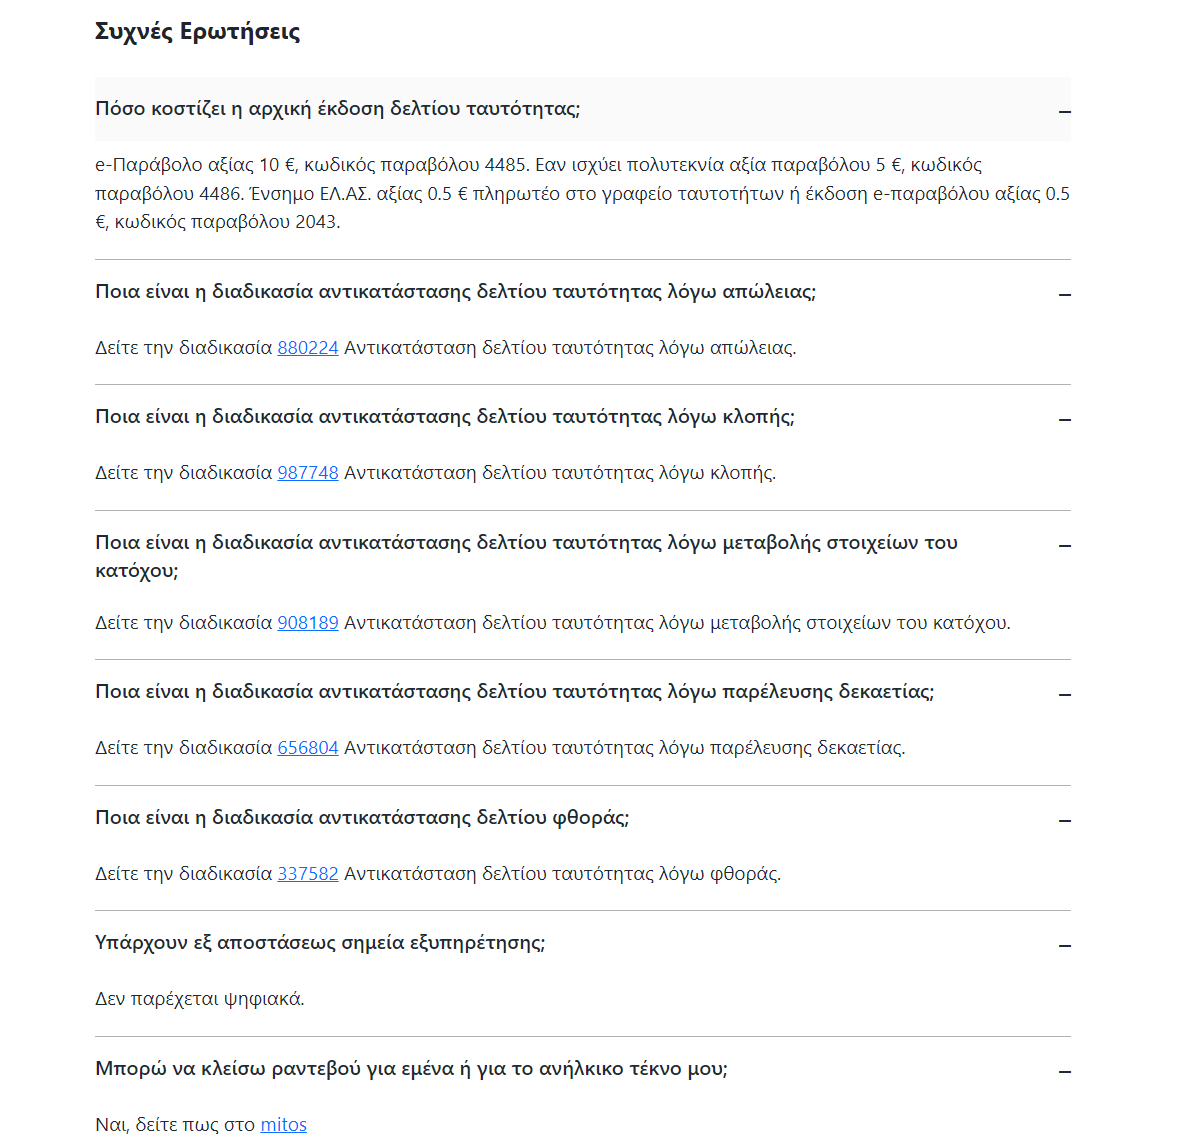 Συχνές Ερωτήσεις
Πόσο κοστίζει η αρχική έκδοση δελτίου ταυτότητας;
e-Παράβολο αξίας 10 €, κωδικός παραβόλου 4485. Εαν ισχύει πολυτεκνία αξία παραβόλου 5 €, κωδικός
παραβόλου 4486. Ένσημο ΕΛ.ΑΣ. αξίας 0.5 € πληρωτέο στο γραφείο ταυτοτήτων ή έκδοση e-παραβόλου αξίας 0.5
€, κωδικός παραβόλου 2043.
Ποια είναι η διαδικασία αντικατάστασης δελτίου ταυτότητας λόγω απώλειας;
Δείτε την διαδικασία 880224 Αντικατάσταση δελτίου ταυτότητας λόγω απώλειας.
Ποια είναι η διαδικασία αντικατάστασης δελτίου ταυτότητας λόγω κλοπής;
Δείτε την διαδικασία 987748 Αντικατάσταση δελτίου ταυτότητας λόγω κλοπής.
Ποια είναι η διαδικασία αντικατάστασης δελτίου ταυτότητας λόγω μεταβολής στοιχείων του
κατόχου;
Δείτε την διαδικασία 908189 Αντικατάσταση δελτίου ταυτότητας λόγω μεταβολής στοιχείων του κατόχου.
Ποια είναι η διαδικασία αντικατάστασης δελτίου ταυτότητας λόγω παρέλευσης δεκαετίας;
Δείτε την διαδικασία 656804 Αντικατάσταση δελτίου ταυτότητας λόγω παρέλευσης δεκαετίας.
Ποια είναι η διαδικασία αντικατάστασης δελτίου φθοράς;
Δείτε την διαδικασία 337582 Αντικατάσταση δελτίου ταυτότητας λόγω φθοράς.
Υπάρχουν εξ αποστάσεως σημεία εξυπηρέτησης;
Δεν παρέχεται ψηφιακά.
Μπορώ να κλείσω ραντεβού για εμένα ή για το ανήλκικο τέκνο μου;
Ναι, δείτε πως στο mitos